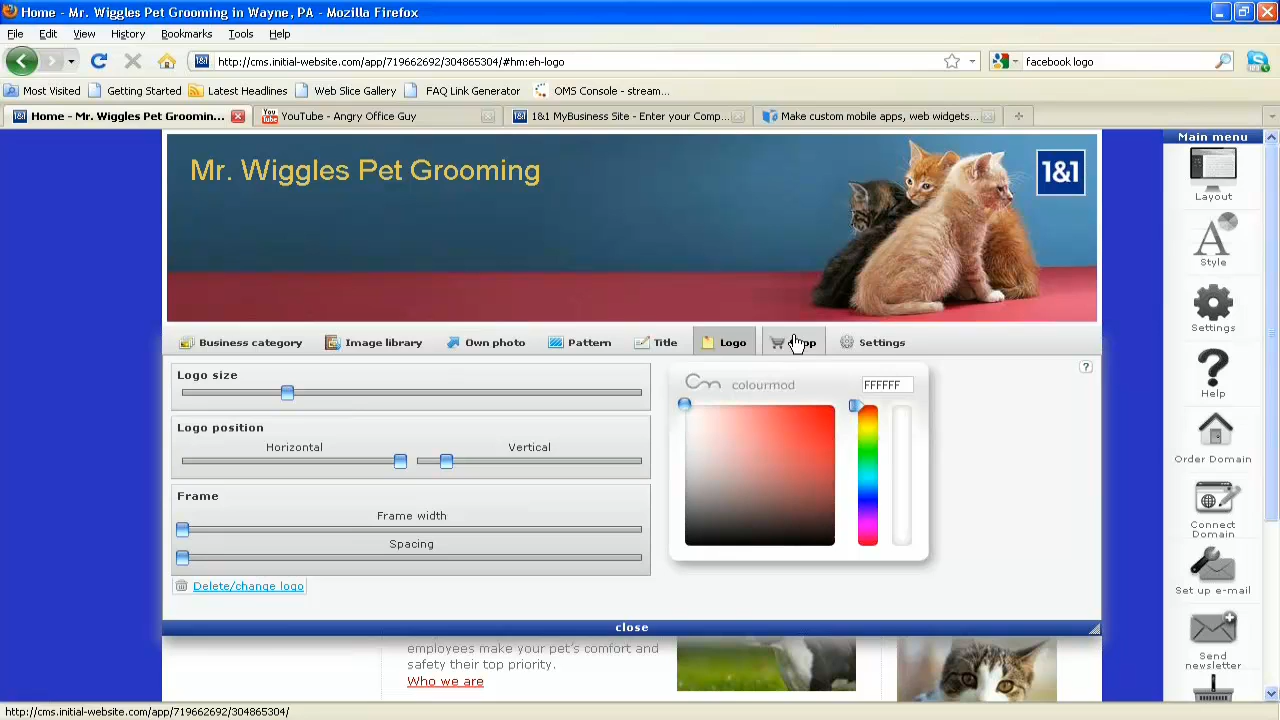 Home - Mr. Wiggles Pet Grooming in Wayne, PA - Mozilla Firefox
File Edit View History Bookmarks Tools Help
http://cms.initial-website.com/app/719662692/304865304/#hmesh-logo
facebook logo
Most Visited Getting Started Latest Headlines Web Slice Gallery FAQ Link Generator OMS Console - stream...
Home - Mr. Wiggles Pet Groomin... YouTube - Angry Office Guy 1&1 MyBusiness Site - Enter your Comp... Make custom mobile apps, web widgets...
Main menu
Mr. Wiggles Pet Grooming
1&1
Layout
Style
Settings
Help
Order Domain
Connect
Domain
Set up e-mail
Send
newsletter
Business category Image library Own photo Pattern Title Logo Settings
?
Logo size
Logo position
Horizontal Vertical
Frame
Frame width
Spacing
Delete/change logo
Cm colourmod FFFFFF
close
employees make your pet's comfort and
safety their top priority.
Who we are
http://cms.initial-website.com/app/719662692/304865304/